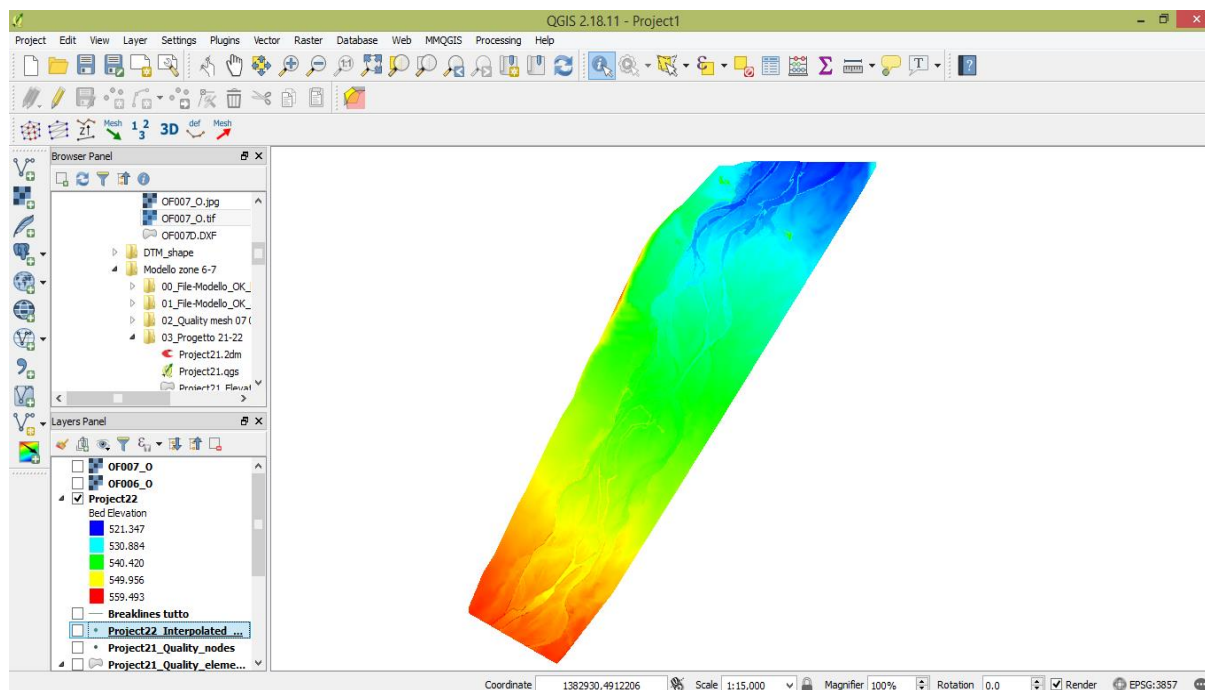 QGIS 2.18.11 - Project1
Project Edit View Layer Settings Plugins Vector Raster Database Web MMQGIS Processing Help
Mesh 1 2 3 3D def Mesh
Browser Panel
OF007_O.jpg
OF007_O.tif
OF007D.DXF
DTM_shape
Modello zone 6-7
00_File-Modello_OK_
01_File-Modello_OK_
02_Quality mesh 07
03_Progetto 21-22
Project21.2dm
Project21.qgs
Layers Panel
OF007_O
OF006_O
Project22
Bed Elevation
521.347
530.884
540.420
549.956
559.493
Breaklines tutto
Project22_Interpolated_...
Project21_Quality_nodes
Project21_Quality_eleme...
Coordinate 1382930,4912206 Scale 1:15,000 Magnifier 100% Rotation 0,0 Render EPSG:3857